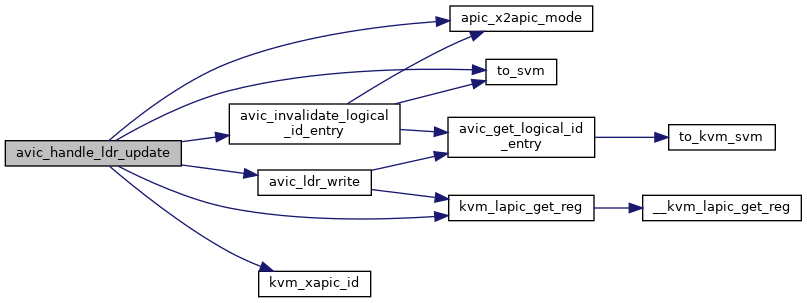 avic_handle_ldr_update
apic_x2apic_mode
to_svm
avic_invalidate_logical
_id_entry
avic_get_logical_id
_entry
to_kvm_svm
avic_ldr_write
kvm_lapic_get_reg
__kvm_lapic_get_reg
kvm_xapic_id